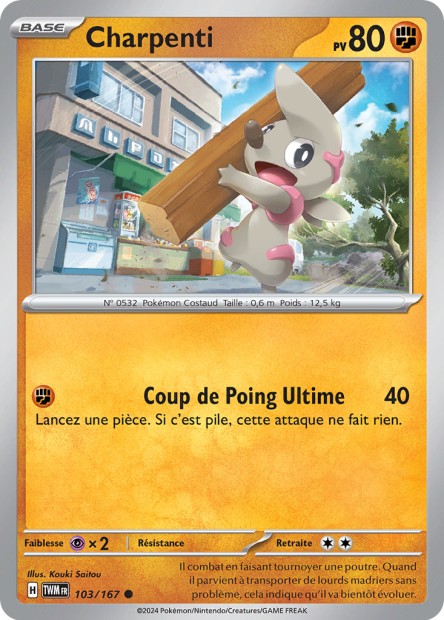 BASE
Charpenti
PV 80
N° 0532 Pokémon Costaud Taille : 0,6 m Poids : 12,5 kg
Coup de Poing Ultime 40
Lancez une pièce. Si c'est pile, cette attaque ne fait rien.
Faiblesse ×2 Résistance Retraite
Illus. Kouki Saitou
Il combat en faisant tournoyer une poutre. Quand
il parvient à transporter de lourds madriers sans
problème, cela indique qu'il va bientôt évoluer.
H TWM FR 103/167
©2024 Pokémon/Nintendo/Creatures/GAME FREAK